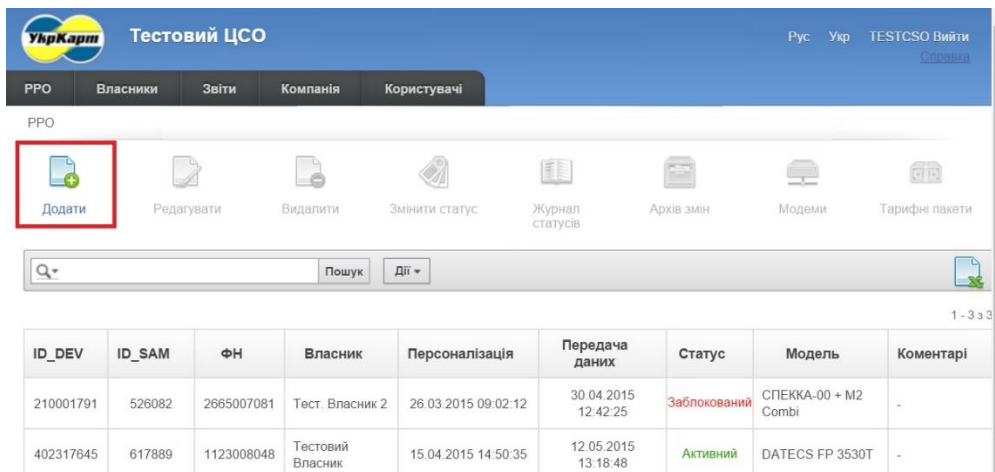 УкрКарт
Тестовий ЦСО
Рус Укр TESTCSO Вийти
Справка
РРО Власники Звіти Компанія Користувачі
РРО
Додати Редагувати Видалити Змінити статус Журнал статусів Архів змін Модеми Тарифні пакети
Пошук Дії
1 - 3 з 3
ID_DEV ID_SAM ФН Власник Персоналізація Передача даних Статус Модель Коментарі
210001791 526082 2665007081 Тест. Власник 2 26.03.2015 09:02:12 30.04.2015 12:42:25 Заблокований СПЕККА-00 + M2 Combi -
402317645 617889 1123008048 Тестовий Власник 15.04.2015 14:50:35 12.05.2015 13:18:48 Активний DATECS FP 3530T -